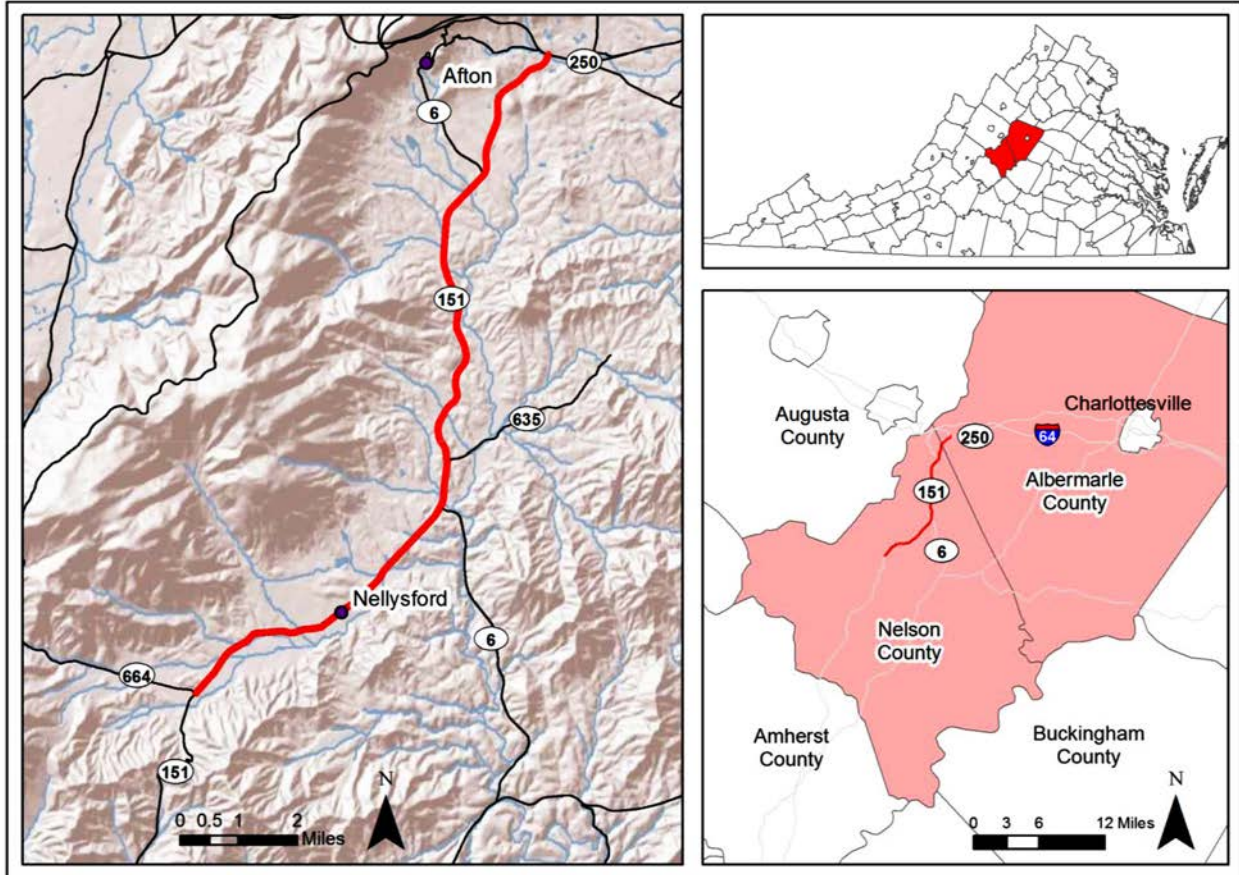 250
Afton
6
151
635
Nellysford
6
664
151
N
0 0.5 1 2
Miles
Charlottesville
Augusta
County
250
64
151
Albermarle
County
6
Nelson
County
Amherst
County
Buckingham
County
N
0 3 6 12 Miles